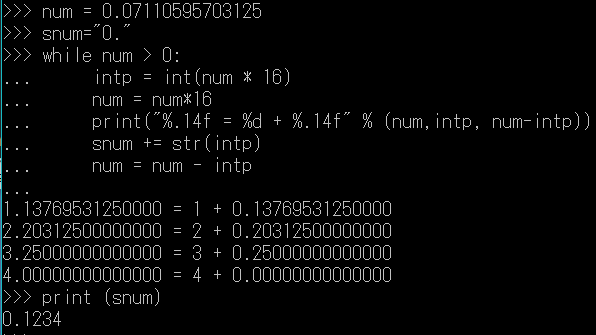 >>> num = 0.07110595703125
>>> snum="0."
>>> while num > 0:
...     intp = int(num * 16)
...     num = num*16
...     print("%.14f = %d + %.14f" % (num,intp, num-intp))
...     snum += str(intp)
...     num = num - intp
...
1.13769531250000 = 1 + 0.13769531250000
2.20312500000000 = 2 + 0.20312500000000
3.25000000000000 = 3 + 0.25000000000000
4.00000000000000 = 4 + 0.00000000000000
>>> print (snum)
0.1234